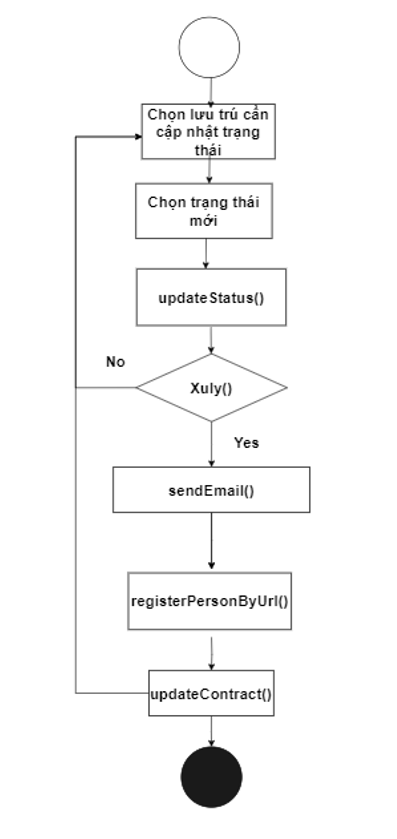 Chọn lưu trú cần
cập nhật trạng
thái
Chọn trạng thái
mới
updateStatus()
No
Xuly()
Yes
sendEmail()
registerPersonByUrl()
updateContract()